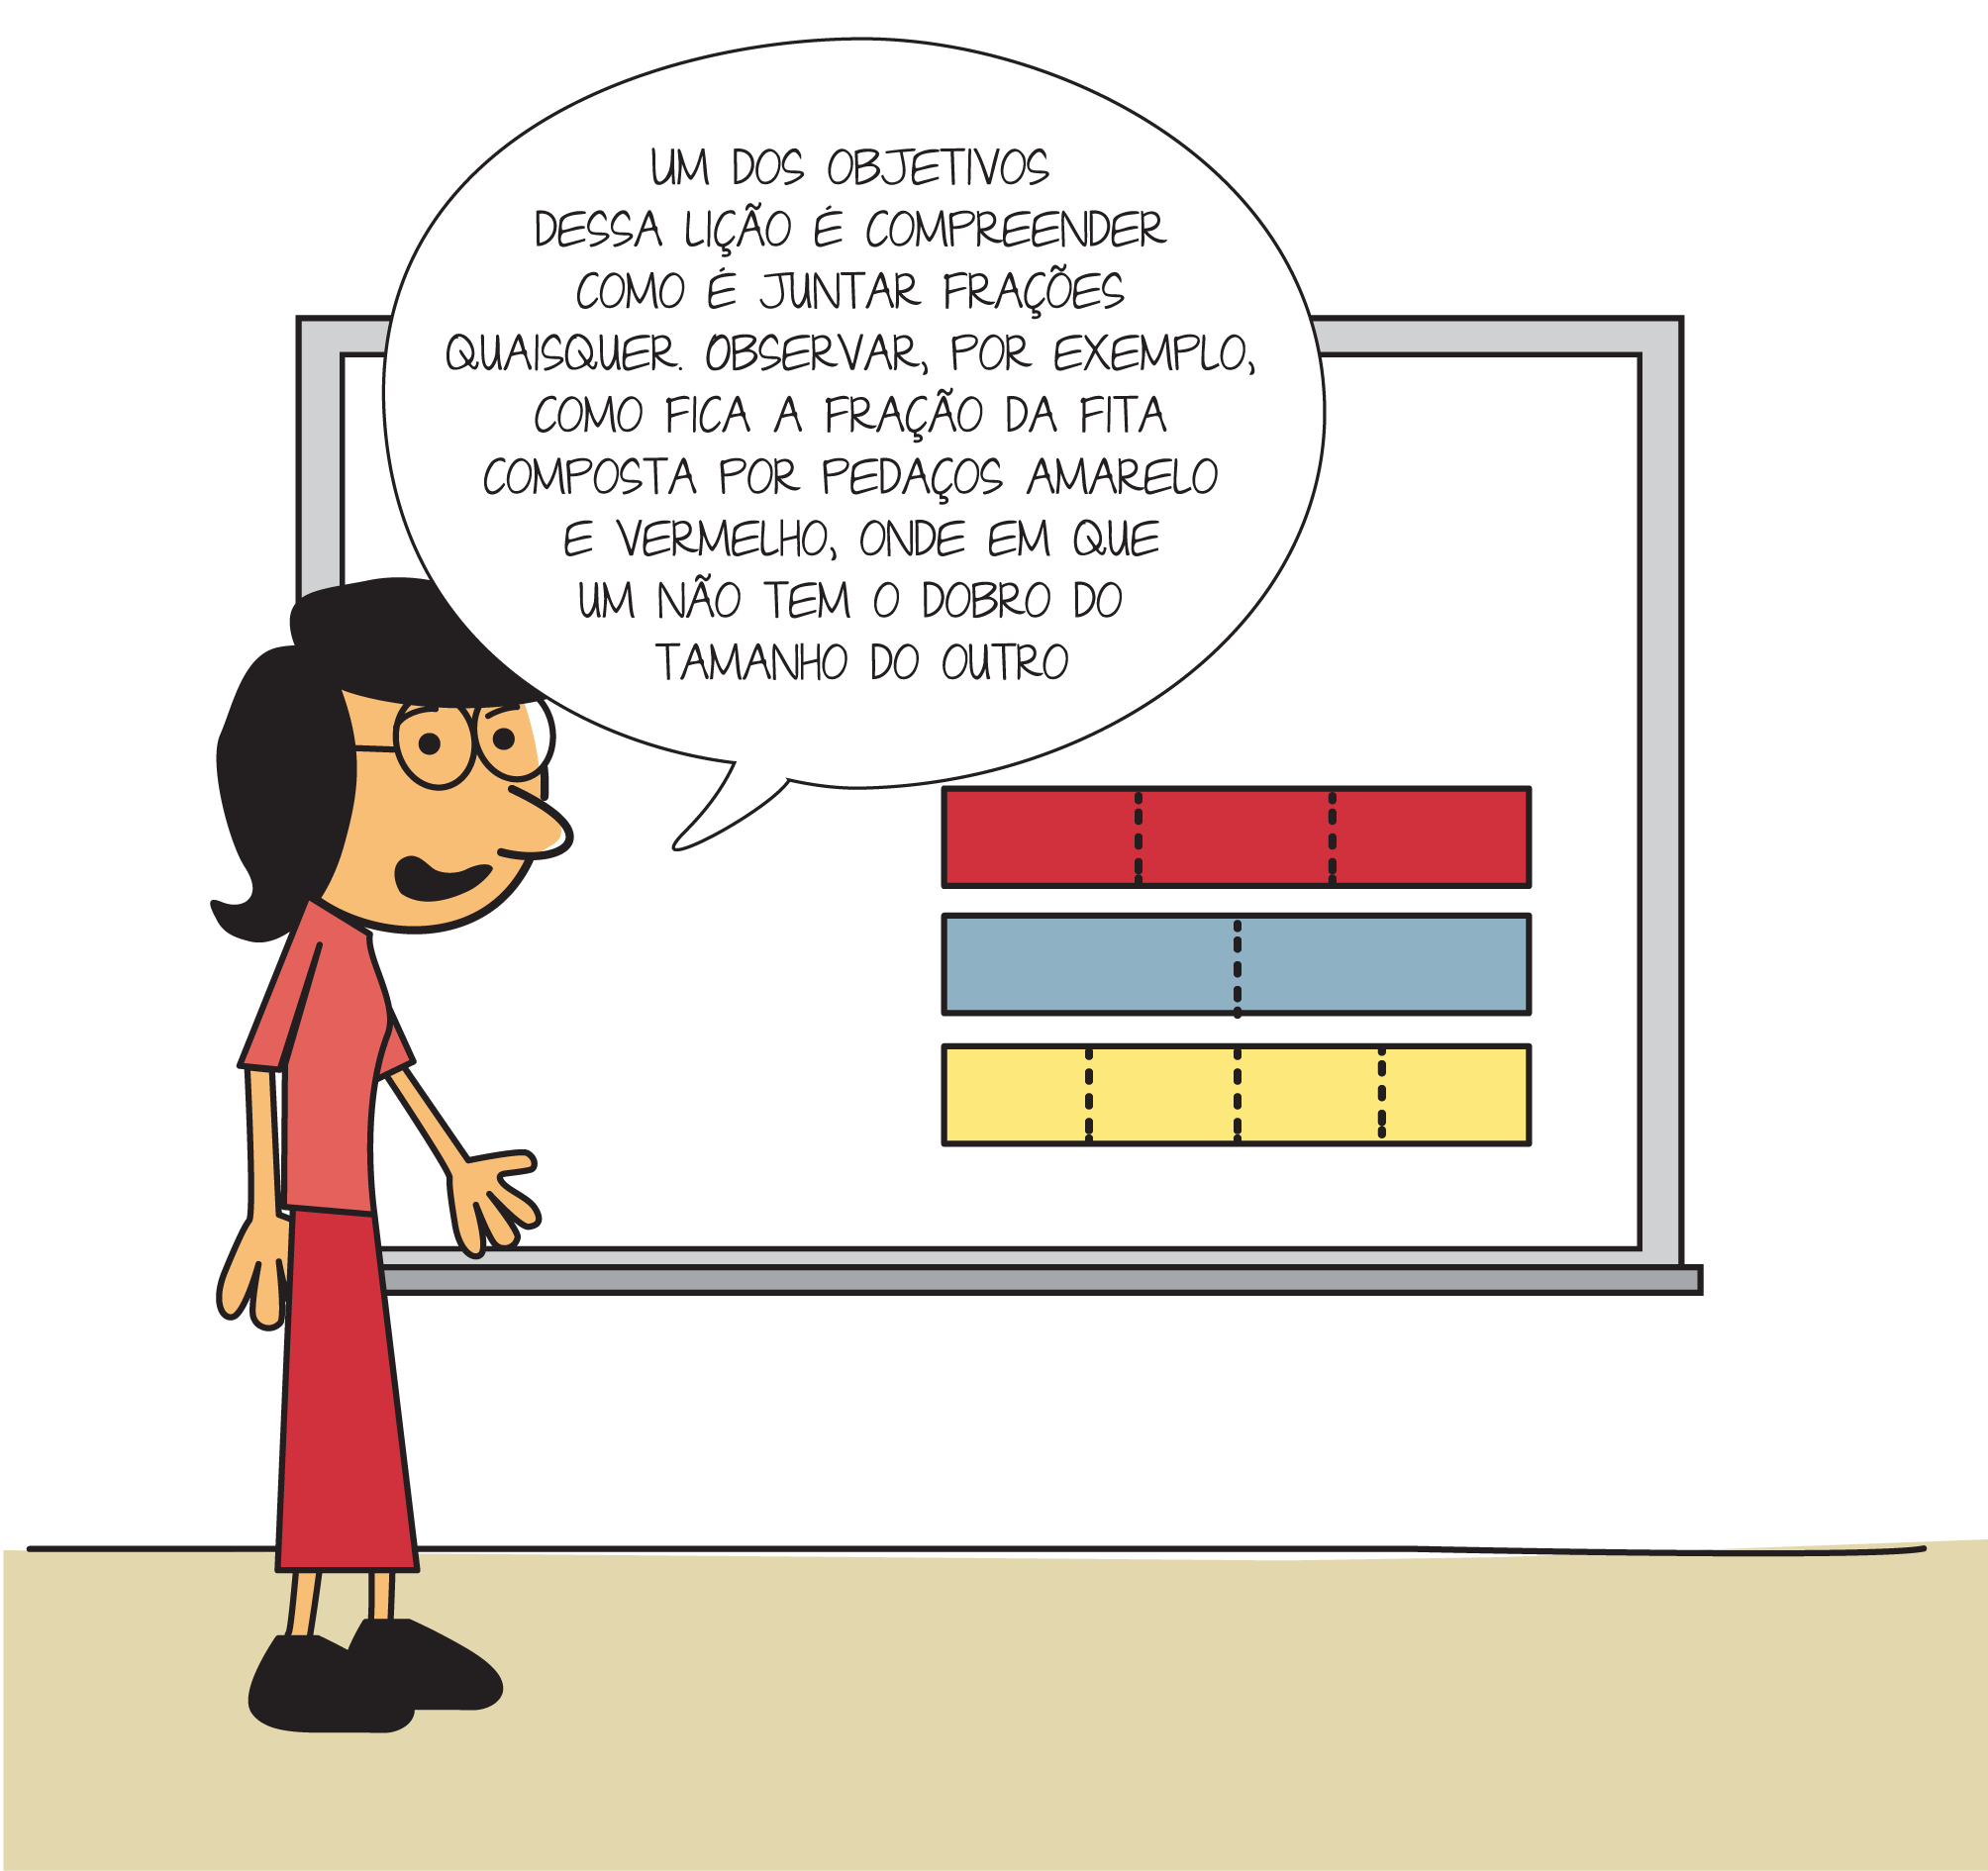 UM DOS OBJETIVOS
DESSA LIÇÃO É COMPREENDER
COMO É JUNTAR FRAÇÕES
QUAISQUER. OBSERVAR, POR EXEMPLO,
COMO FICA A FRAÇÃO DA FITA
COMPOSTA POR PEDAÇOS AMARELO
E VERMELHO, ONDE EM QUE
UM NÃO TEM O DOBRO DO
TAMANHO DO OUTRO